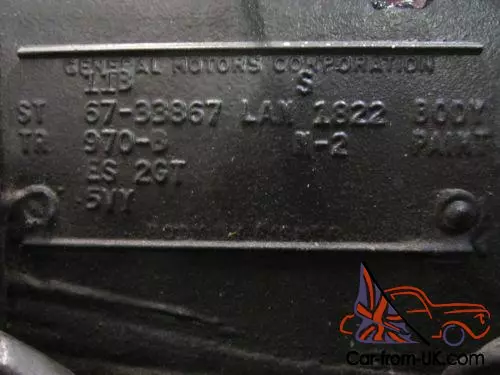 GENERAL MOTORS CORPORATION
11B S
ST 67-33867 LAN 1822 BODY
TR 970-B N-2 PAINT
ES 2GT
5VY
Car-from-UK.com